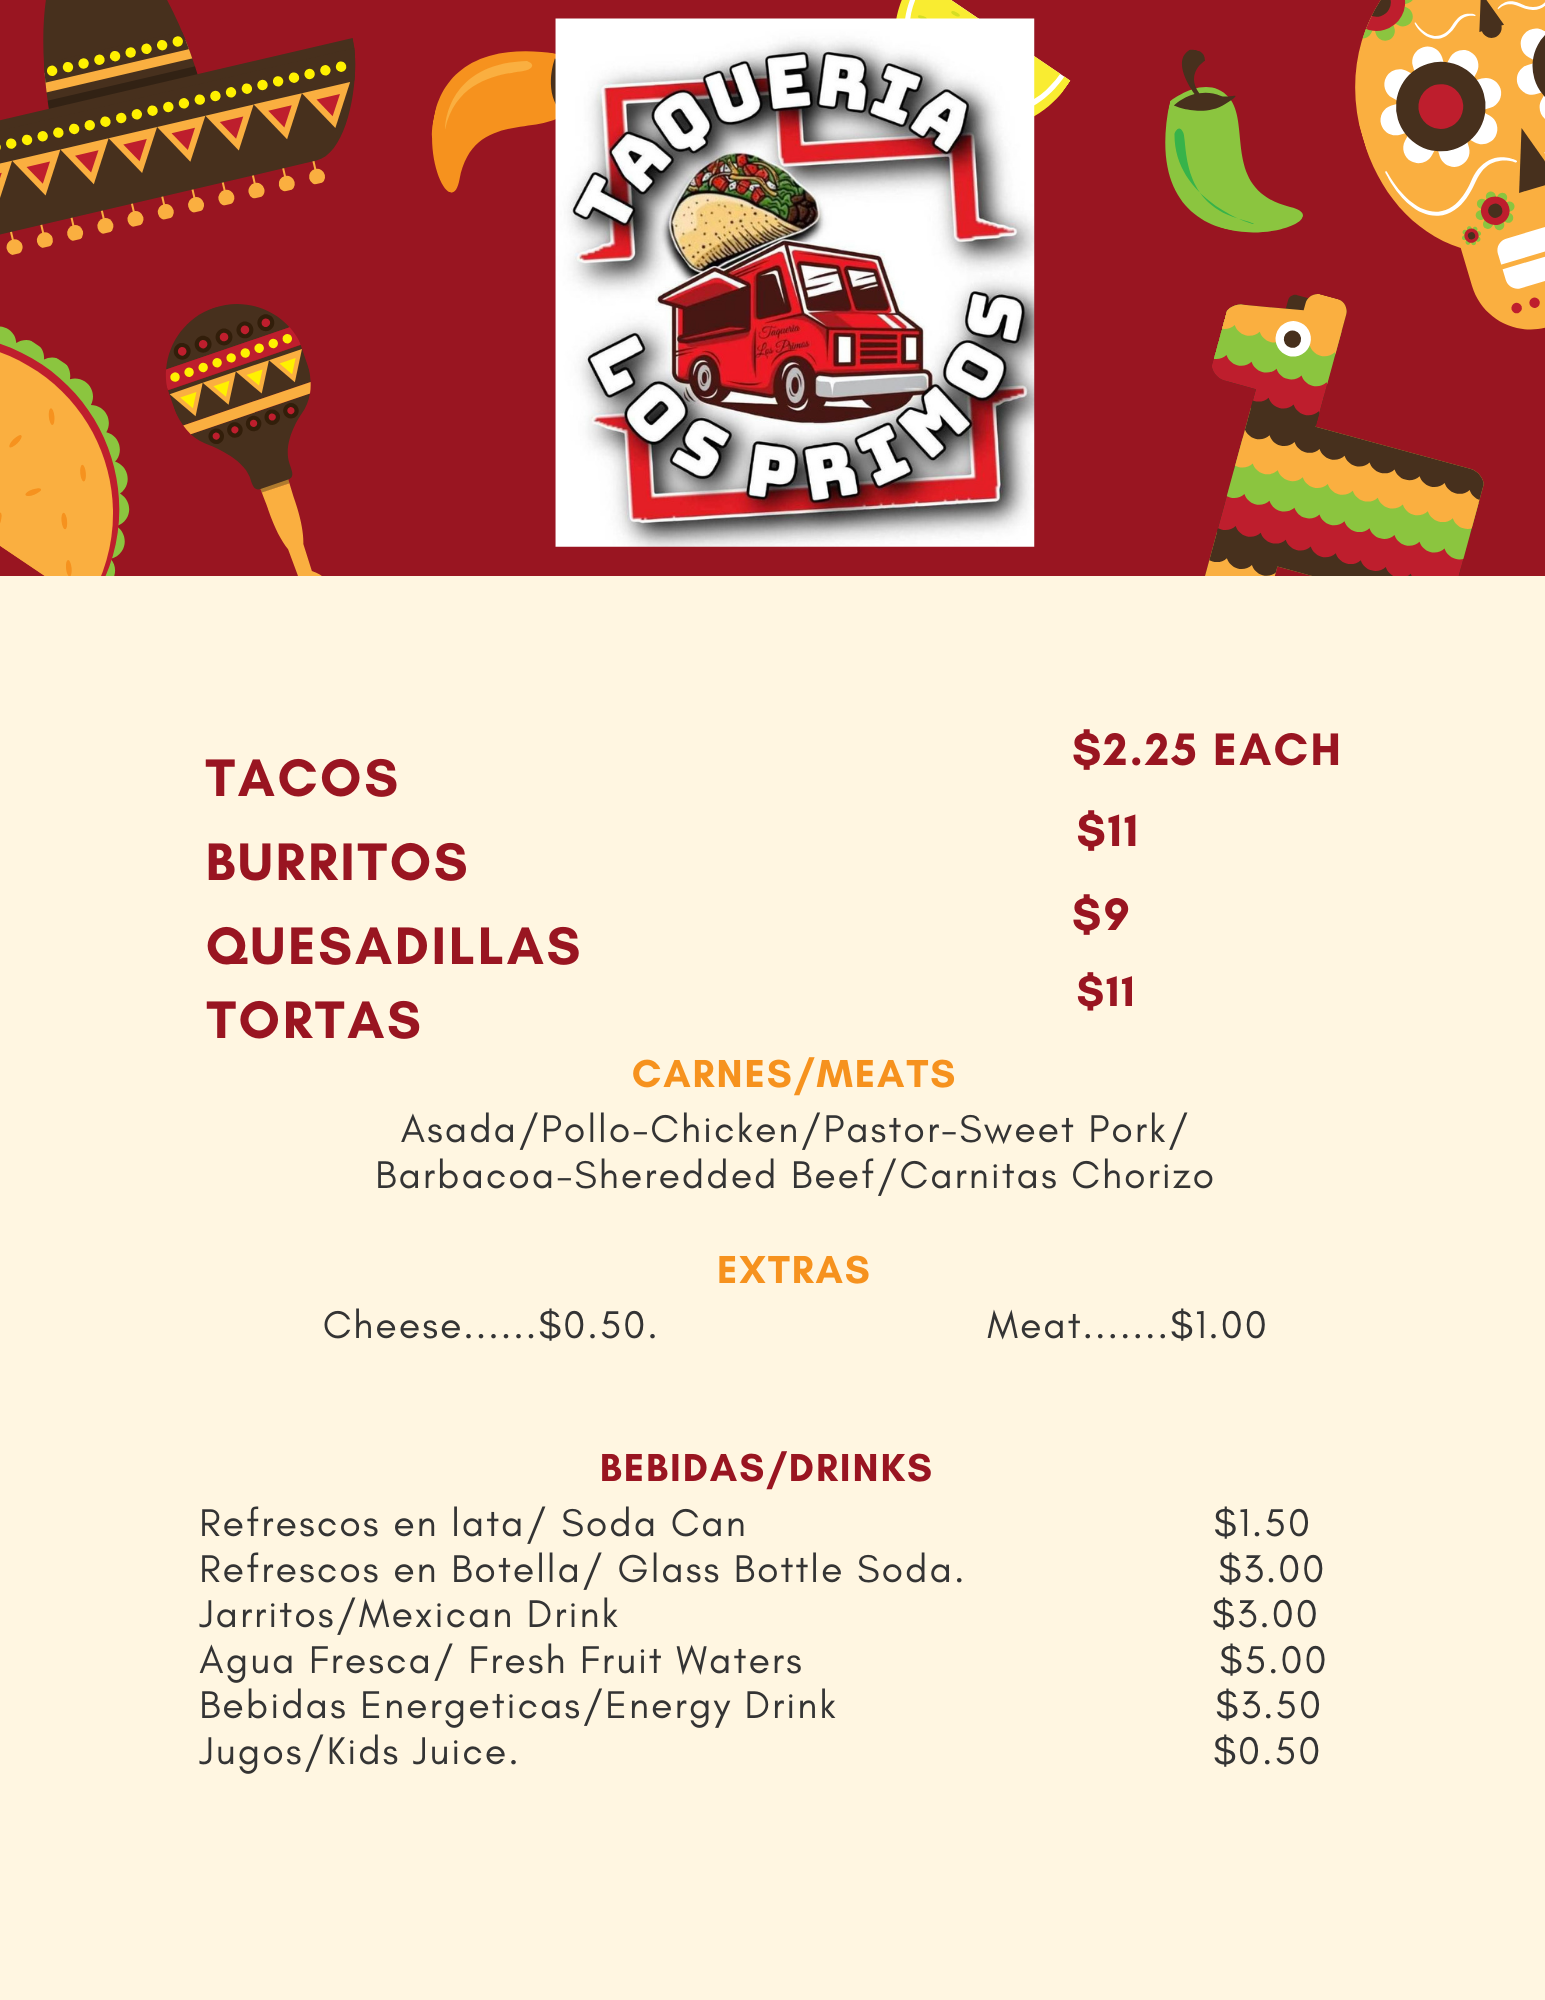 TAQUERIA
Taqueria
Los Primos
LOS PRIMOS
TACOS $2.25 EACH
BURRITOS $11
QUESADILLAS $9
TORTAS $11
CARNES/MEATS
Asada/Pollo-Chicken/Pastor-Sweet Pork/
Barbacoa-Sheredded Beef/Carnitas Chorizo
EXTRAS
Cheese......$0.50. Meat.......$1.00
BEBIDAS/DRINKS
Refrescos en lata/ Soda Can $1.50
Refrescos en Botella/ Glass Bottle Soda. $3.00
Jarritos/Mexican Drink $3.00
Agua Fresca/ Fresh Fruit Waters $5.00
Bebidas Energeticas/Energy Drink $3.50
Jugos/Kids Juice. $0.50